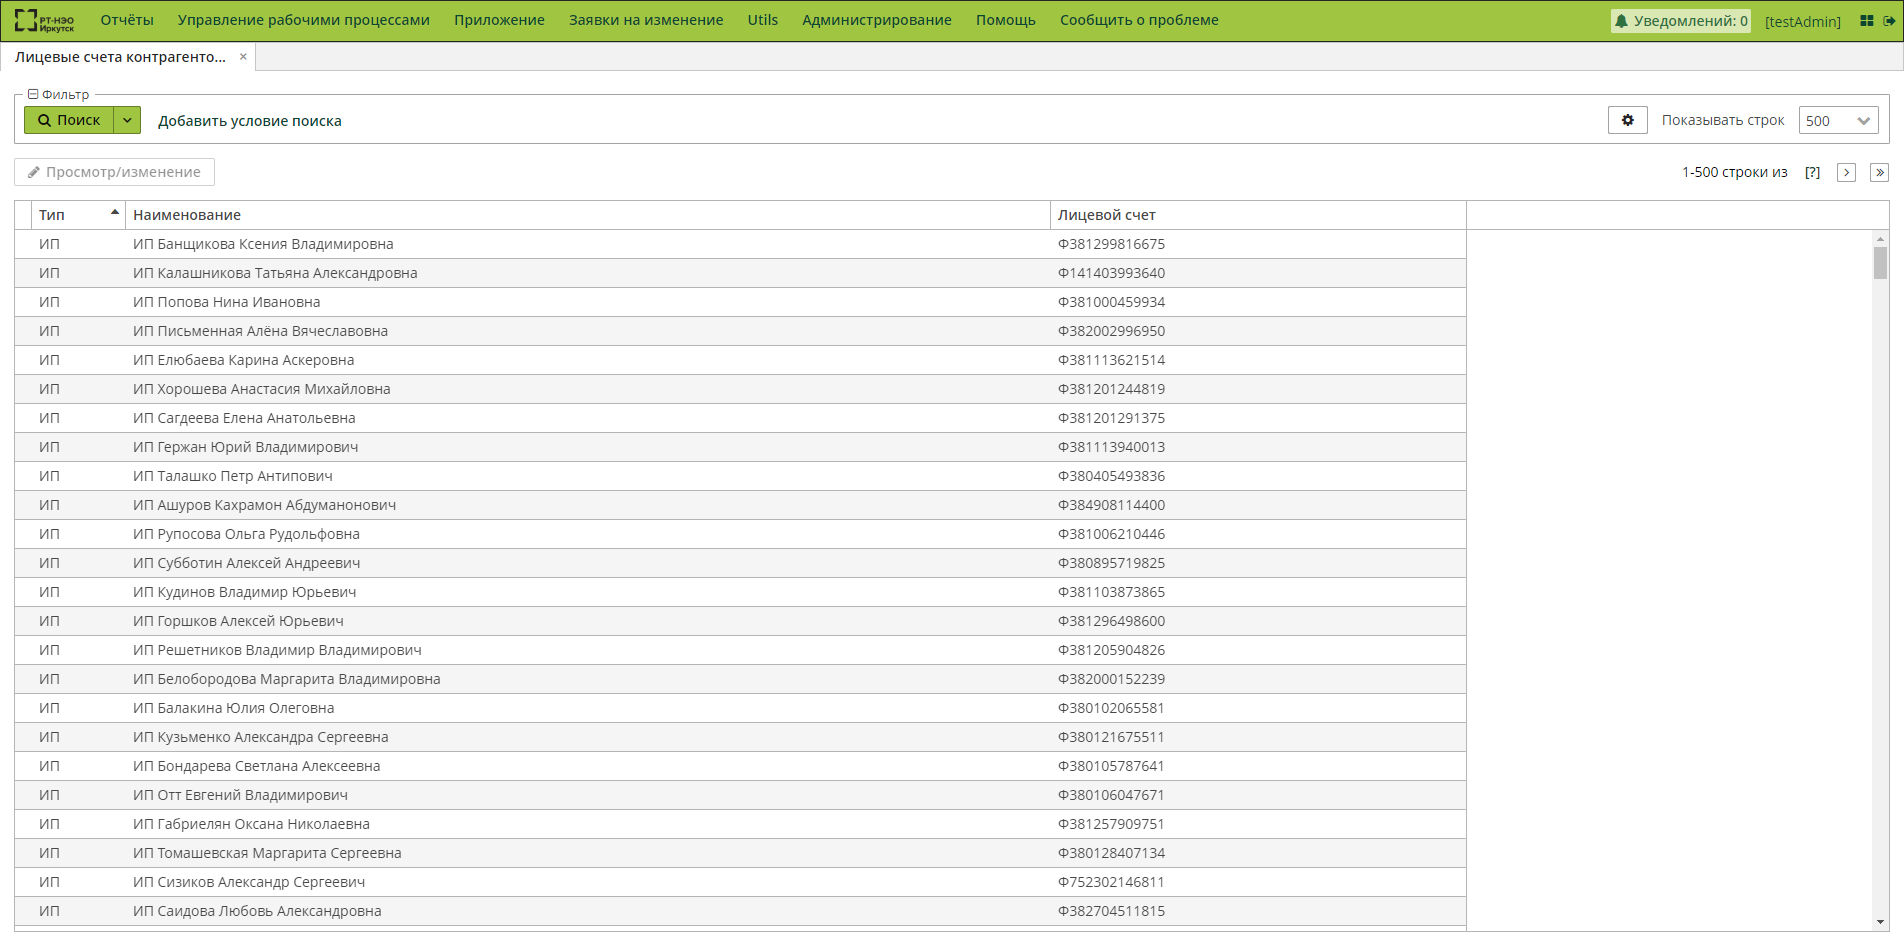 РТ-НЭО Иркутск Отчёты Управление рабочими процессами Приложение Заявки на изменение Utils Администрирование Помощь Сообщить о проблеме Уведомлений: 0 [testAdmin]
Лицевые счета контрагенто... ×
Фильтр
Поиск Добавить условие поиска Показывать строк 500
Просмотр/изменение 1-500 строки из [?]
Тип Наименование Лицевой счет
ИП ИП Банщикова Ксения Владимировна Ф381299816675
ИП ИП Калашникова Татьяна Александровна Ф141403993640
ИП ИП Попова Нина Ивановна Ф381000459934
ИП ИП Письменная Алёна Вячеславовна Ф382002996950
ИП ИП Елюбаева Карина Аскеровна Ф381113621514
ИП ИП Хорошева Анастасия Михайловна Ф381201244819
ИП ИП Сагдеева Елена Анатольевна Ф381201291375
ИП ИП Гержан Юрий Владимирович Ф381113940013
ИП ИП Талашко Петр Антипович Ф380405493836
ИП ИП Ашуров Кахрамон Абдуманонович Ф384908114400
ИП ИП Рупосова Ольга Рудольфовна Ф381006210446
ИП ИП Субботин Алексей Андреевич Ф380895719825
ИП ИП Кудинов Владимир Юрьевич Ф381103873865
ИП ИП Горшков Алексей Юрьевич Ф381296498600
ИП ИП Решетников Владимир Владимирович Ф381205904826
ИП ИП Белобородова Маргарита Владимировна Ф382000152239
ИП ИП Балакина Юлия Олеговна Ф380102065581
ИП ИП Кузьменко Александра Сергеевна Ф380121675511
ИП ИП Бондарева Светлана Алексеевна Ф380105787641
ИП ИП Отт Евгений Владимирович Ф380106047671
ИП ИП Габриелян Оксана Николаевна Ф381257909751
ИП ИП Томашевская Маргарита Сергеевна Ф380128407134
ИП ИП Сизиков Александр Сергеевич Ф752302146811
ИП ИП Саидова Любовь Александровна Ф382704511815